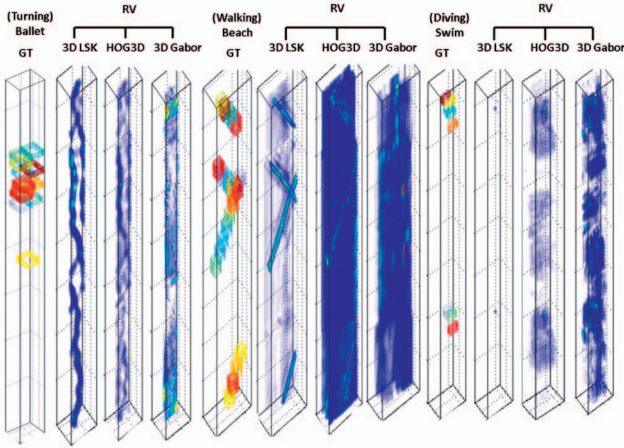 (Turning)
Ballet
GT
RV
3D LSK HOG3D 3D Gabor
(Walking)
Beach
GT
RV
3D LSK HOG3D 3D Gabor
(Diving)
Swim
GT
RV
3D LSK HOG3D 3D Gabor